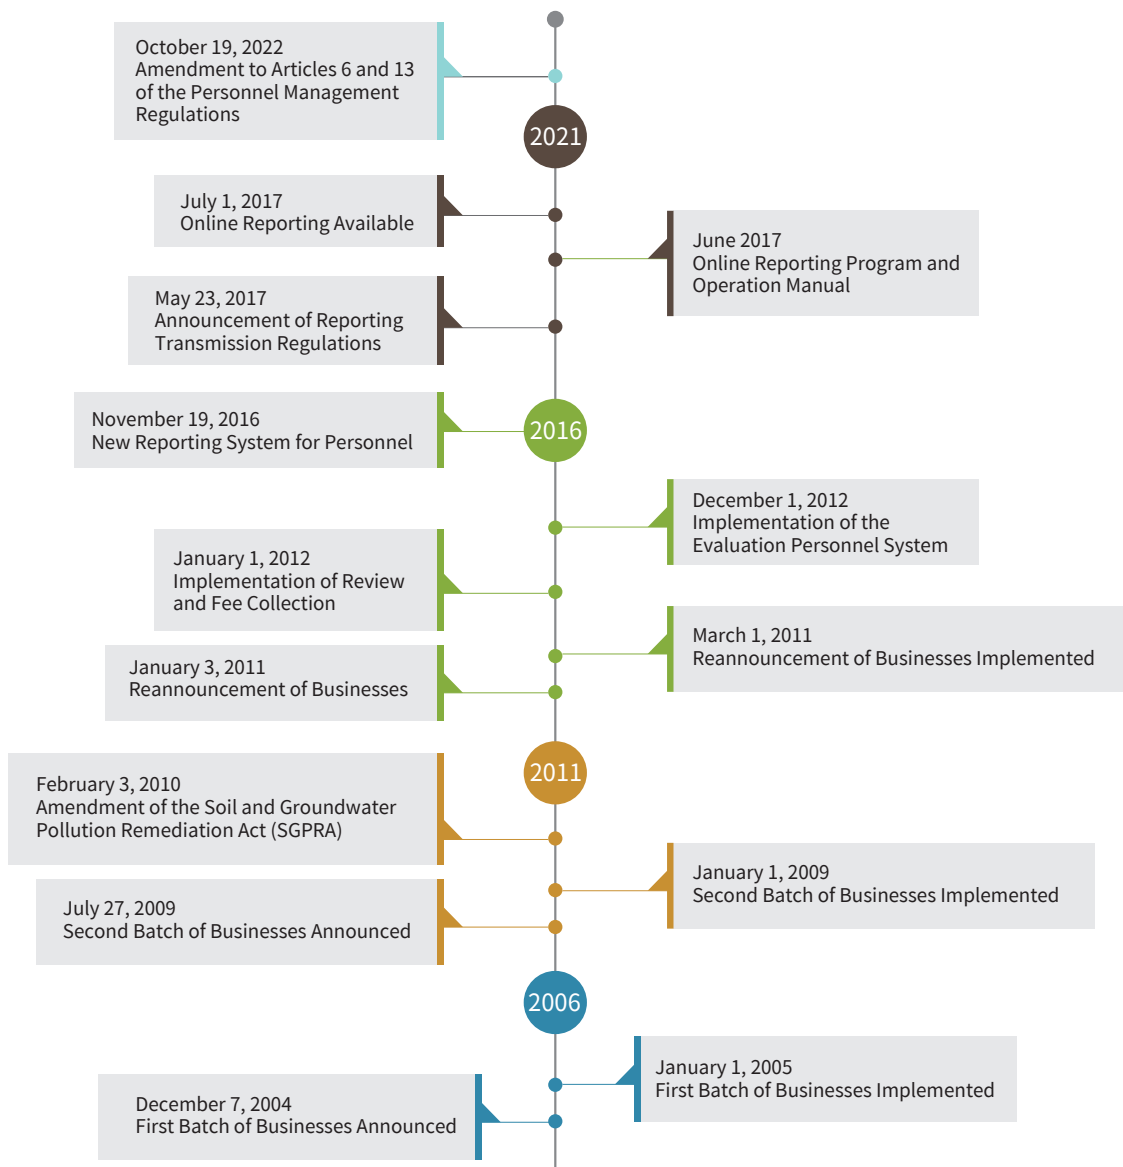 October 19, 2022
Amendment to Articles 6 and 13
of the Personnel Management
Regulations
2021
July 1, 2017
Online Reporting Available
June 2017
Online Reporting Program and
Operation Manual
May 23, 2017
Announcement of Reporting
Transmission Regulations
November 19, 2016
New Reporting System for Personnel
2016
December 1, 2012
Implementation of the
Evaluation Personnel System
January 1, 2012
Implementation of Review
and Fee Collection
March 1, 2011
Reannouncement of Businesses Implemented
January 3, 2011
Reannouncement of Businesses
2011
February 3, 2010
Amendment of the Soil and Groundwater
Pollution Remediation Act (SGPRA)
January 1, 2009
Second Batch of Businesses Implemented
July 27, 2009
Second Batch of Businesses Announced
2006
January 1, 2005
First Batch of Businesses Implemented
December 7, 2004
First Batch of Businesses Announced